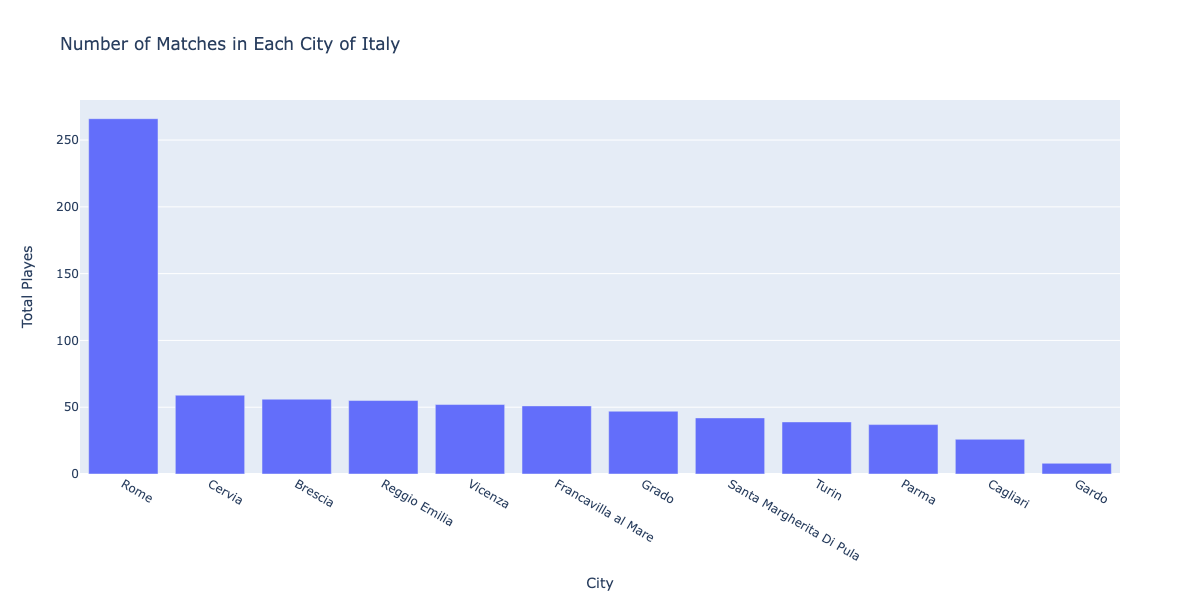 Number of Matches in Each City of Italy
Total Playes
250
200
150
100
50
0
Rome
Cervia
Brescia
Reggio Emilia
Vicenza
Francavilla al Mare
Grado
Santa Margherita Di Pula
Turin
Parma
Cagliari
Gardo
City